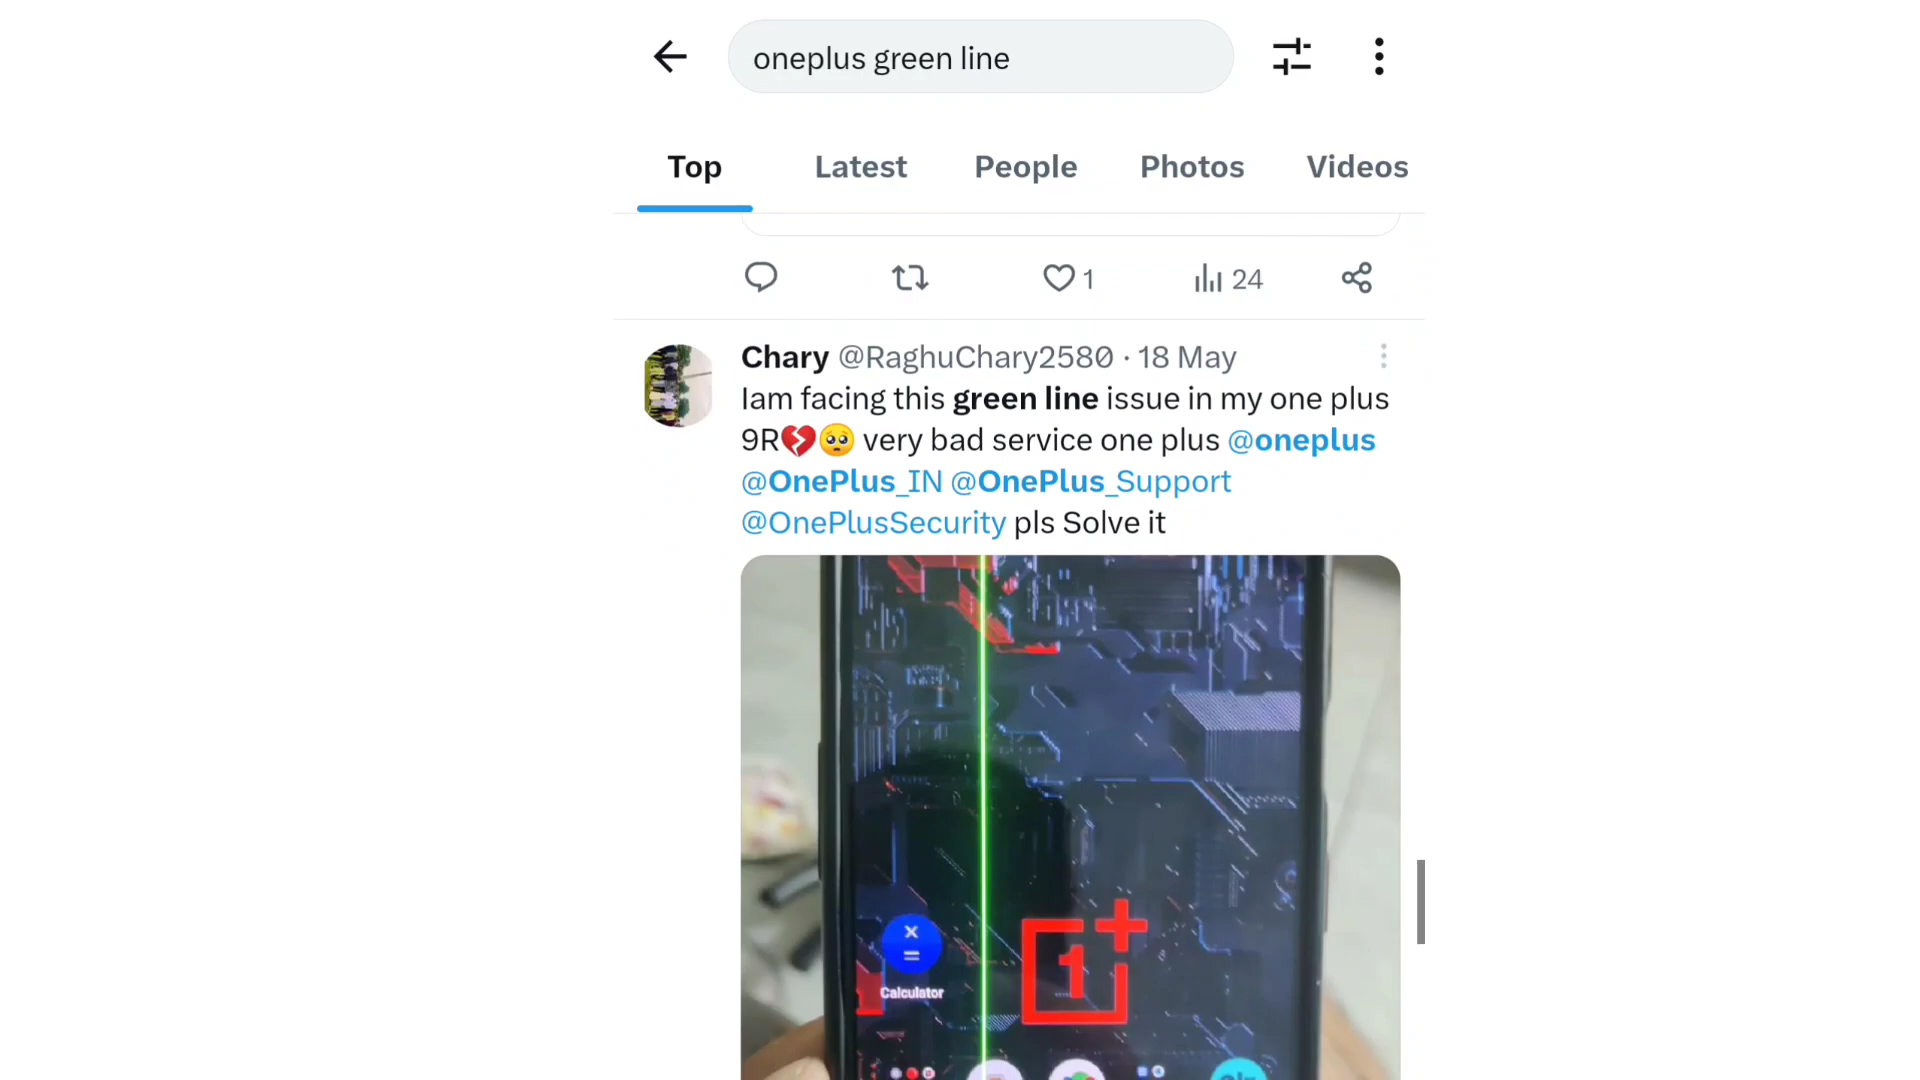 oneplus green line
Top Latest People Photos Videos
1 24
Chary @RaghuChary2580 · 18 May
Iam facing this green line issue in my one plus
9R💔🥺 very bad service one plus @oneplus
@OnePlus_IN @OnePlus_Support
@OnePlusSecurity pls Solve it
1+
Calculator